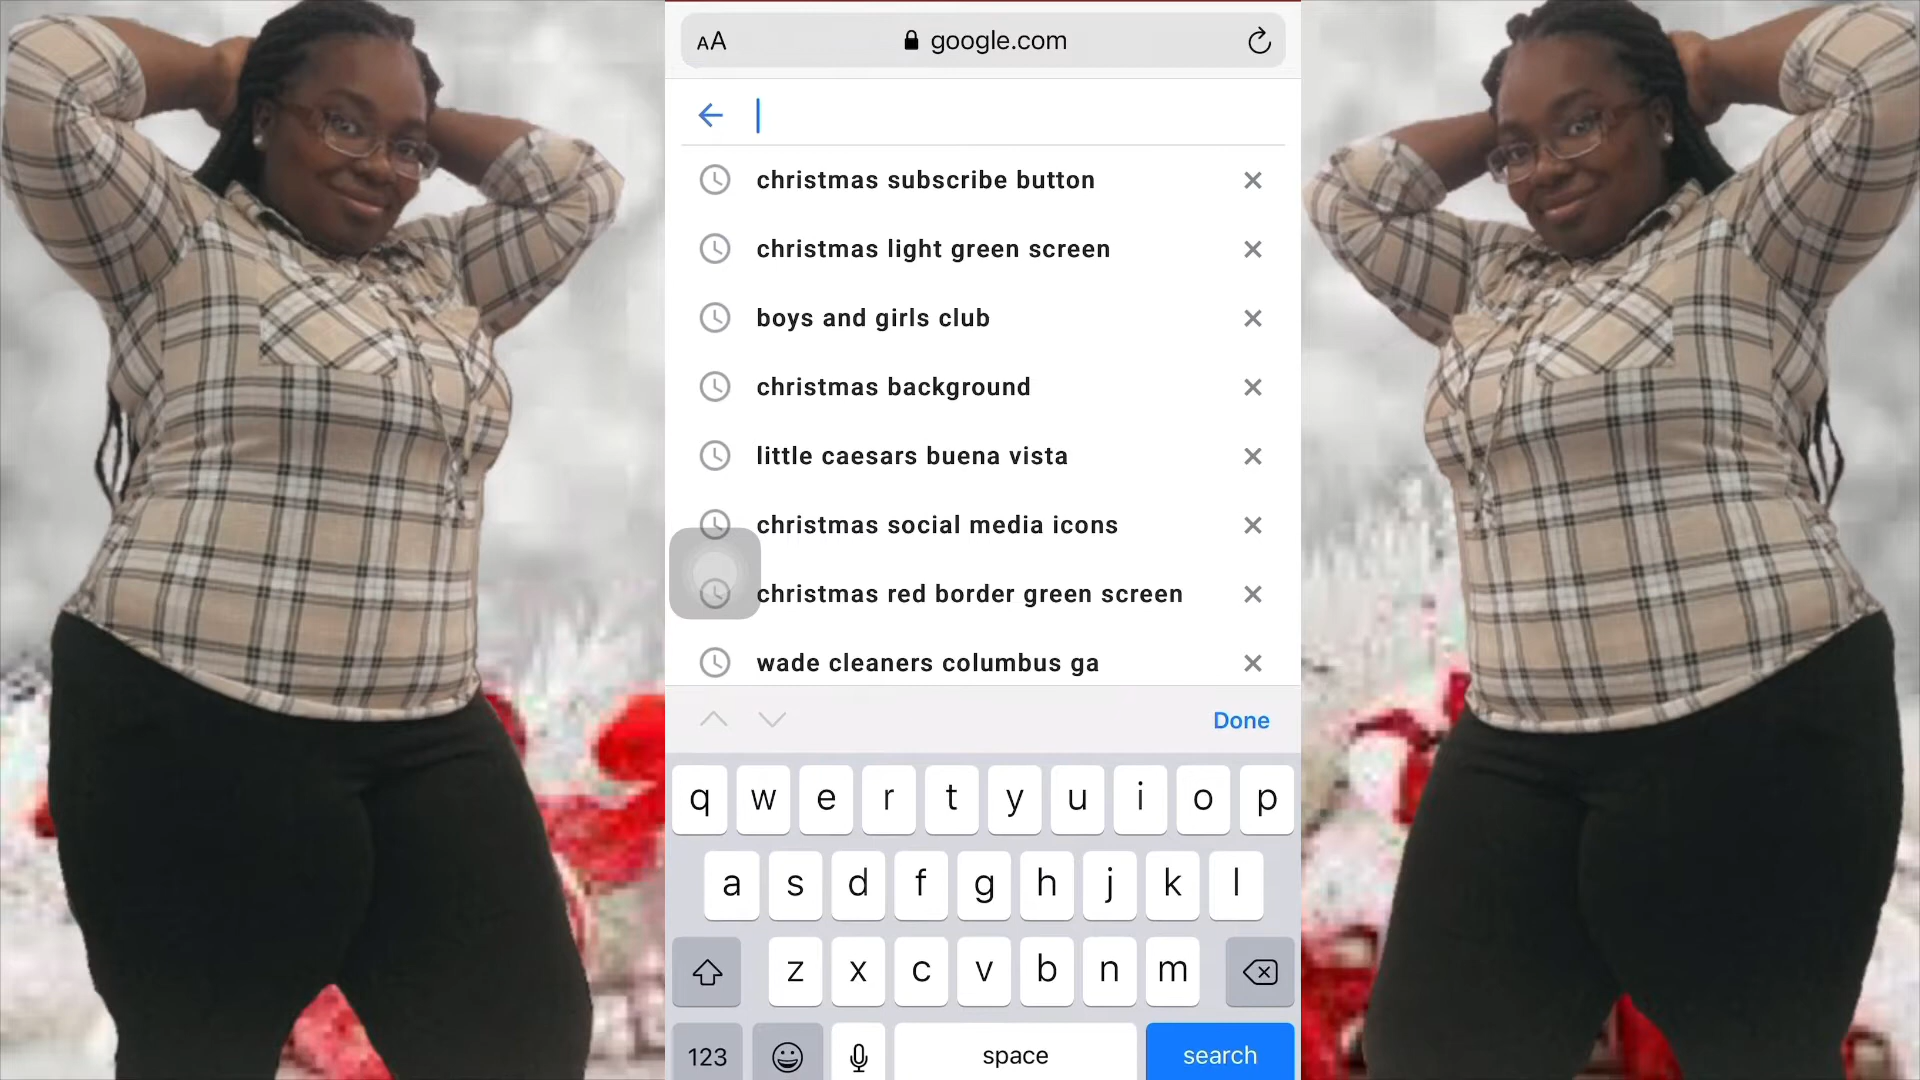 AA google.com
christmas subscribe button
christmas light green screen
boys and girls club
christmas background
little caesars buena vista
christmas social media icons
christmas red border green screen
wade cleaners columbus ga
Done
q w e r t y u i o p
a s d f g h j k l
z x c v b n m
123 space search